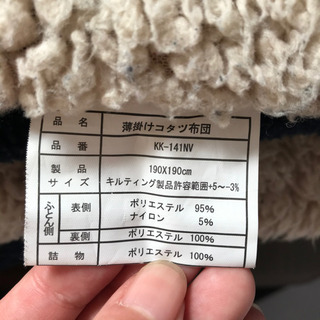 品名 薄掛けコタツ布団
品番 KK-141NV
製品サイズ 190X190cm
キルティング製品許容範囲+5～-3%
ふとん側 表側 ポリエステル 95%
ナイロン 5%
裏側 ポリエステル 100%
詰物 ポリエステル 100%